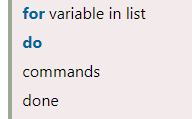 for variable in list
do
commands
done